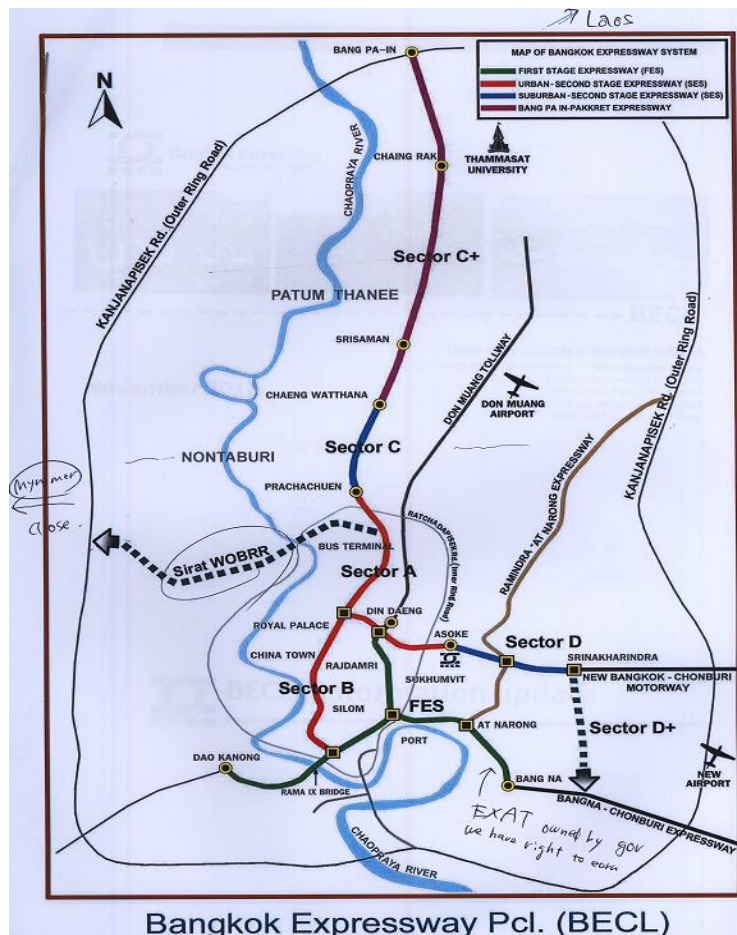 Laos
BANG PA-IN
MAP OF BANGKOK EXPRESSWAY SYSTEM
FIRST STAGE EXPRESSWAY (FES)
URBAN-SECOND STAGE EXPRESSWAY (SES)
SUBURBAN-SECOND STAGE EXPRESSWAY (SES)
BANG PA IN-PAKKRET EXPRESSWAY
N
CHAING RAK
THAMMASAT
UNIVERSITY
CHAOPRAYA RIVER
KANJANAPISEK Rd. (Outer Ring Road)
Sector C+
PATUM THANEE
SRISAMAN
DON MUANG TOLLWAY
DON MUANG
AIRPORT
CHAENG WATTHANA
KANJANAPISEK Rd. (Outer Ring Road)
Sector C
NONTABURI
RAMINDRA -AT NARONG EXPRESSWAY
PRACHACHUEN
Mynmer
close.
RATCHADAPISEK Rd. (Inner Ring Road)
BUS TERMINAL
Sirat WOBRR
Sector A
DIN DAENG
ROYAL PALACE
ASOKE
Sector D
CHINA TOWN
RAJDAMRI
SRINAKHARINDRA
SUKHUMVIT
NEW BANGKOK - CHONBURI
MOTORWAY
Sector B
SILOM
FES
AT NARONG
Sector D+
PORT
DAO KANONG
RAMA IX BRIDGE
BANG NA
NEW
AIRPORT
BANGNA - CHONBURI EXPRESSWAY
EXAT owned by gov
we have right to earn
CHAOPRAYA RIVER
Bangkok Expressway Pcl. (BECL)